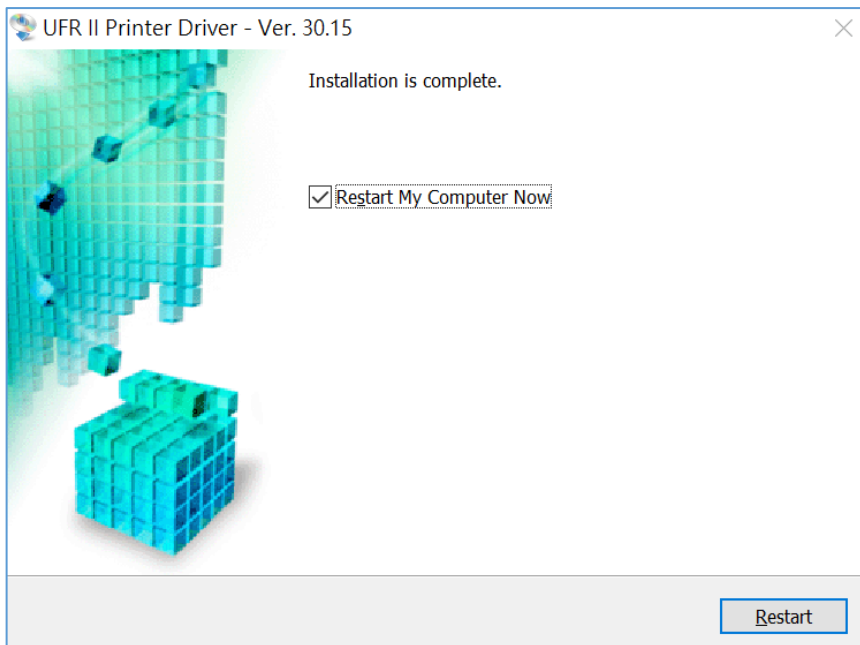 UFR II Printer Driver - Ver. 30.15
Installation is complete.
Restart My Computer Now
Restart